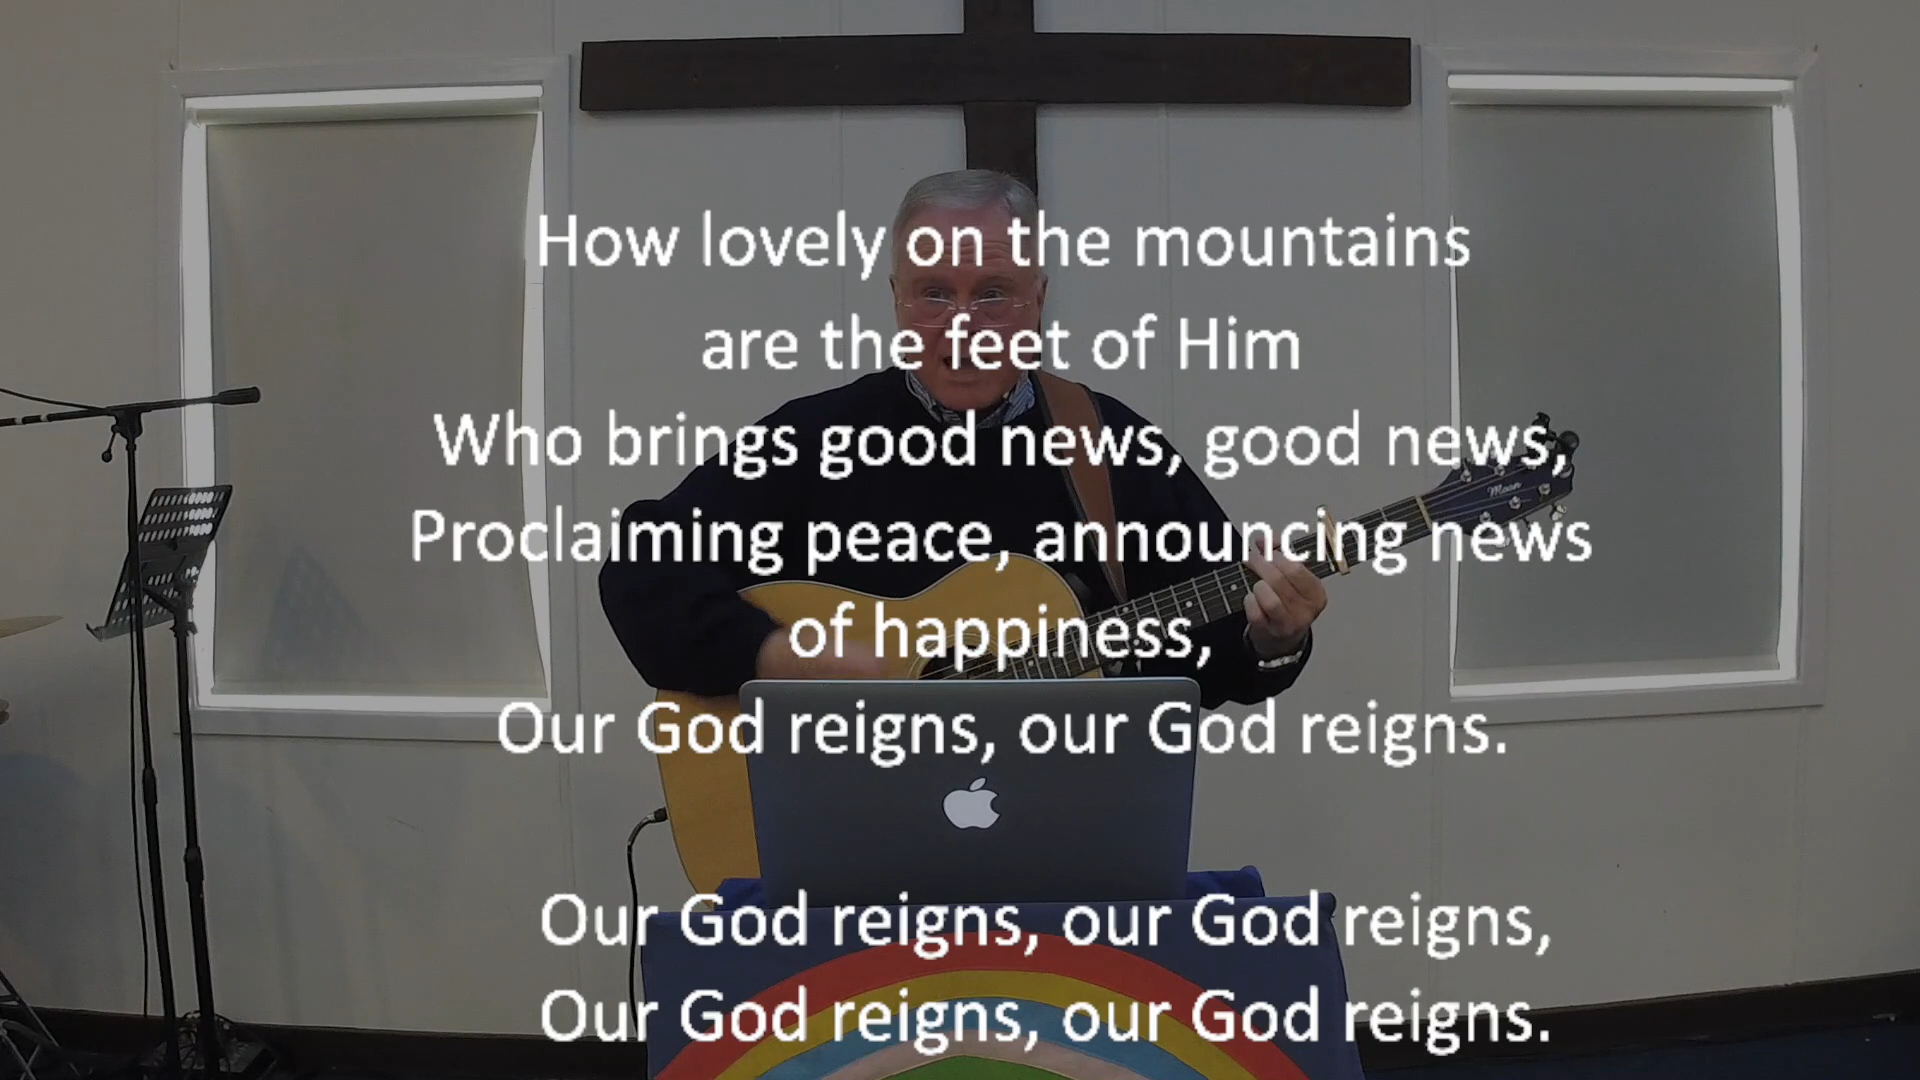 How lovely on the mountains
are the feet of Him
Who brings good news, good news,
Moon
Proclaiming peace, announcing news
of happiness,
Our God reigns, our God reigns.
Our God reigns, our God reigns,
Our God reigns, our God reigns.